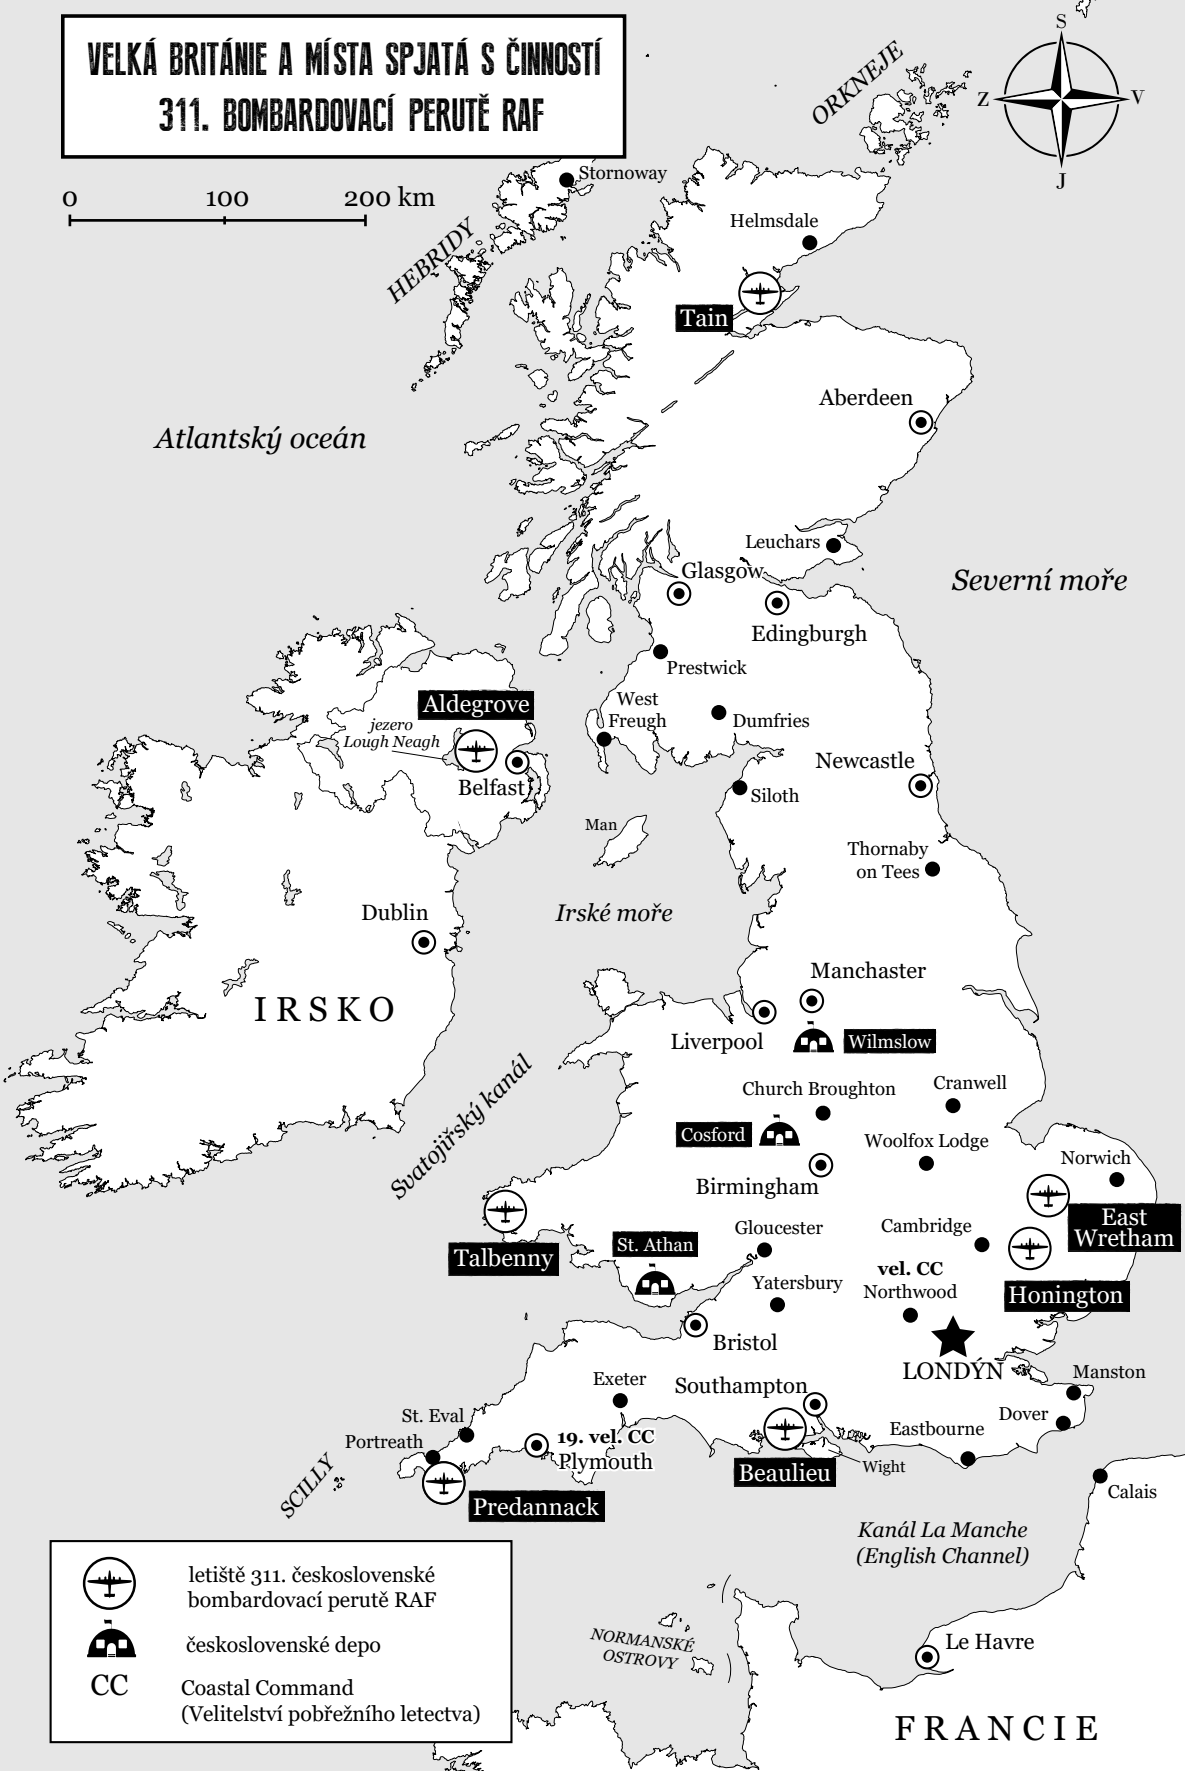 VELKÁ BRITÁNIE A MÍSTA SPJATÁ S ČINNOSTÍ
311. BOMBARDOVACÍ PERUTĚ RAF
S
Z
V
J
0 100 200 km
ORKNEJE
Stornoway
HEBRIDY
Helmsdale
Tain
Aberdeen
Atlantský oceán
Leuchars
Glasgow
Severní moře
Edingburgh
Prestwick
West
Freugh
Dumfries
Aldegrove
jezero
Lough Neagh
Belfast
Newcastle
Siloth
Man
Thornaby
on Tees
Dublin
Irské moře
IRSKO
Manchaster
Liverpool
Wilmslow
Svatojiřský kanál
Church Broughton
Cranwell
Cosford
Woolfox Lodge
Norwich
Birmingham
East
Wretham
Talbenny
St. Athan
Gloucester
Cambridge
vel. CC
Northwood
Honington
Yatersbury
Bristol
LONDÝN
Manston
Exeter
Southampton
Dover
St. Eval
Eastbourne
Portreath
19. vel. CC
Plymouth
Wight
Beaulieu
SCILLY
Predannack
Calais
Kanál La Manche
(English Channel)
letiště 311. československé
bombardovací perutě RAF
československé depo
CC
Coastal Command
(Velitelství pobřežního letectva)
NORMANSKÉ
OSTROVY
Le Havre
FRANCIE